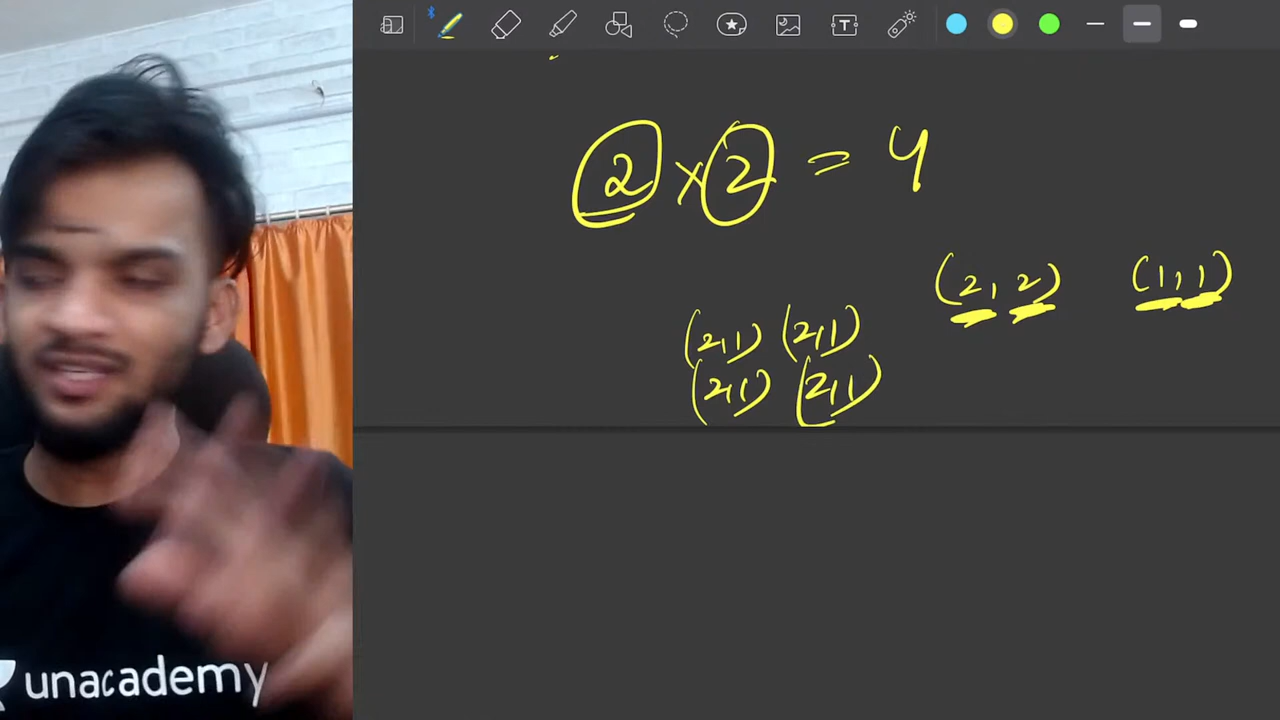 2 × 2 = 4
(2, 2) (1, 1)
(2,1) (2,1)
(2,1) (2,1)
T
unacademy